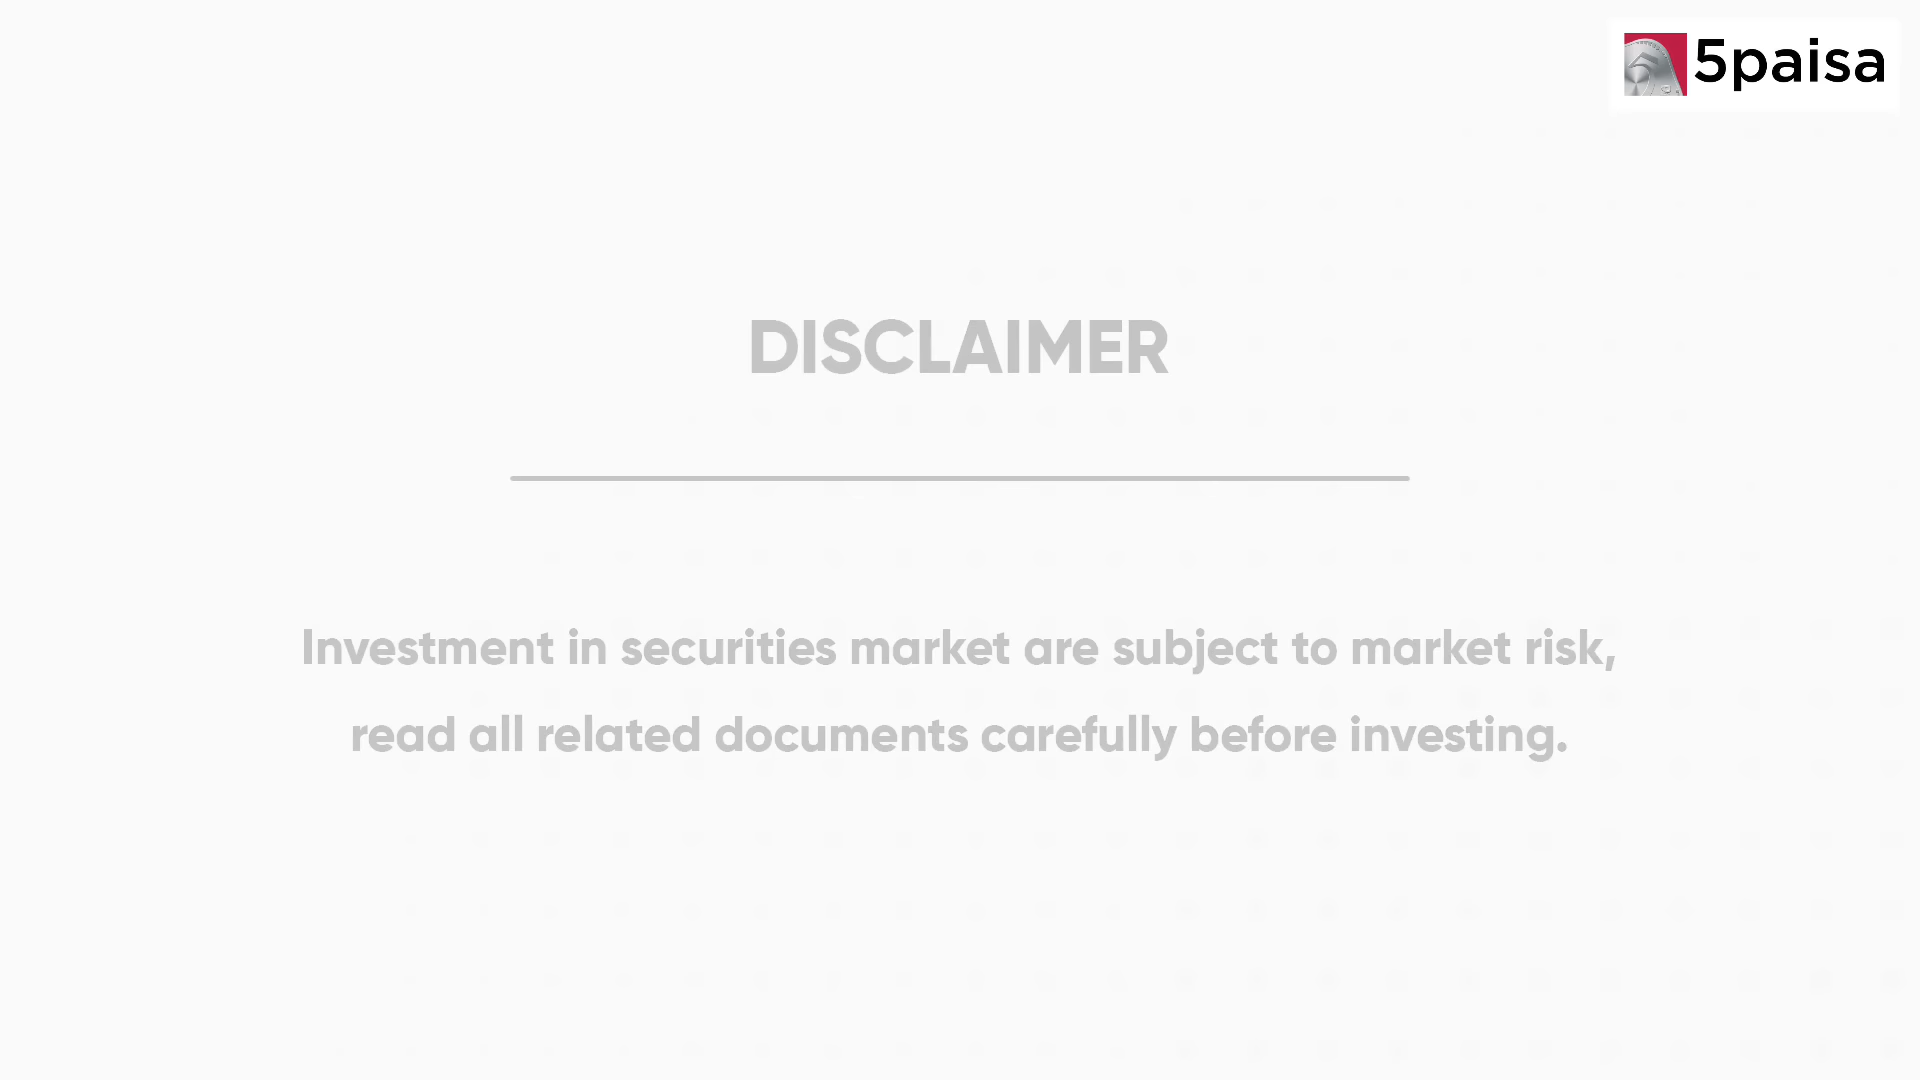 5paisa
DISCLAIMER
Investment in securities market are subject to market risk,
read all related documents carefully before investing.